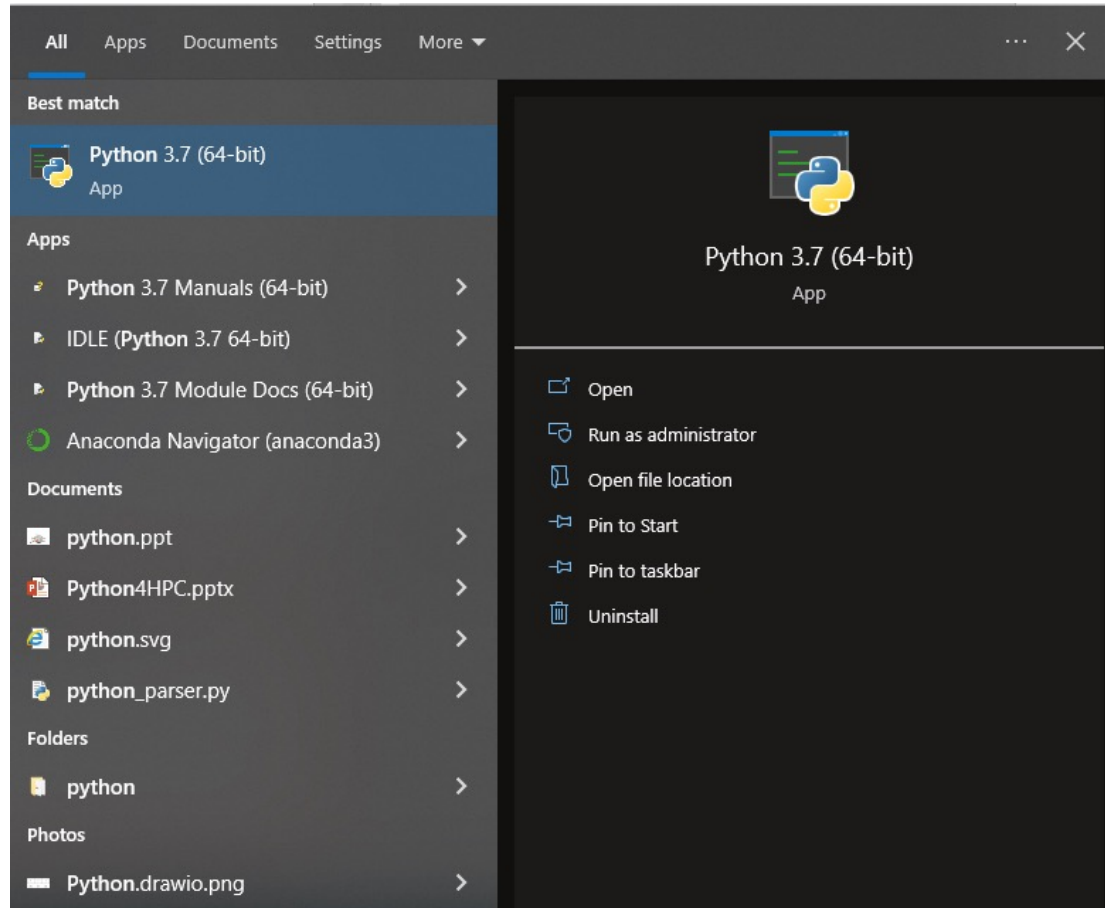 All Apps Documents Settings More
Best match
Python 3.7 (64-bit)
App
Apps
Python 3.7 Manuals (64-bit)
IDLE (Python 3.7 64-bit)
Python 3.7 Module Docs (64-bit)
Anaconda Navigator (anaconda3)
Documents
python.ppt
Python4HPC.pptx
python.svg
python_parser.py
Folders
python
Photos
Python.drawio.png
Python 3.7 (64-bit)
App
Open
Run as administrator
Open file location
Pin to Start
Pin to taskbar
Uninstall